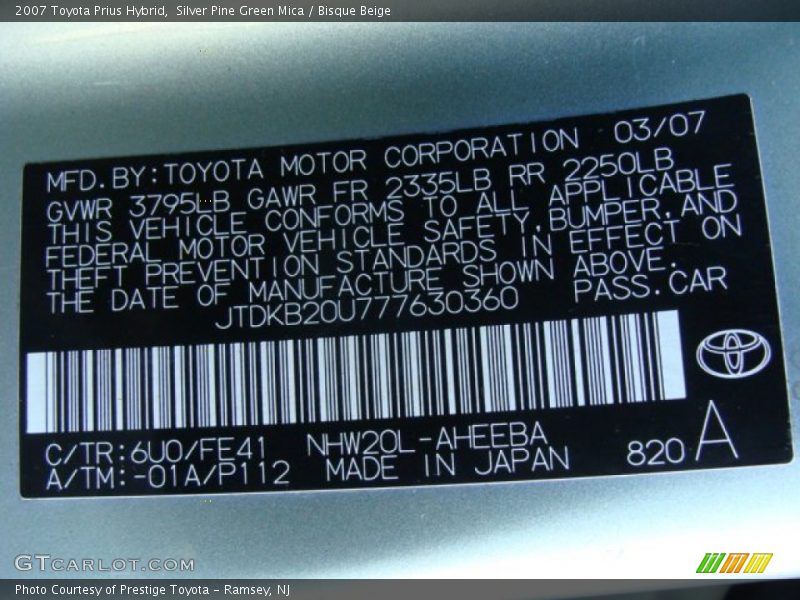 2007 Toyota Prius Hybrid,  Silver Pine Green Mica / Bisque Beige
MFD.BY:TOYOTA MOTOR CORPORATION 03/07
GVWR 3795LB GAWR FR 2335LB RR 2250LB
THIS VEHICLE CONFORMS TO ALL APPLICABLE
FEDERAL MOTOR VEHICLE SAFETY,BUMPER,AND
THEFT PREVENTION STANDARDS IN EFFECT ON
THE DATE OF MANUFACTURE SHOWN ABOVE.
JTDKB20U777630360 PASS.CAR
C/TR:6U0/FE41 NHW20L-AHEEBA
A/TM:-01A/P112 MADE IN JAPAN 820 A
GTCARLOT.COM
Photo Courtesy of Prestige Toyota - Ramsey, NJ